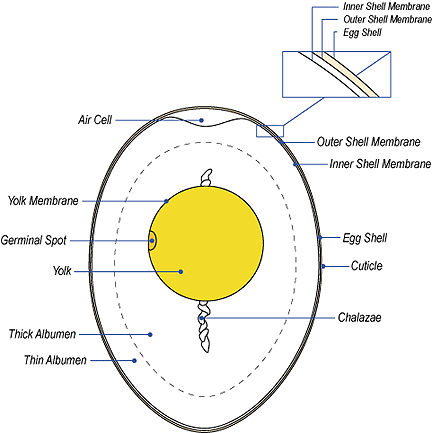 Inner Shell Membrane
Outer Shell Membrane
Egg Shell
Air Cell
Outer Shell Membrane
Inner Shell Membrane
Yolk Membrane
Germinal Spot
Egg Shell
Yolk
Cuticle
Chalazae
Thick Albumen
Thin Albumen